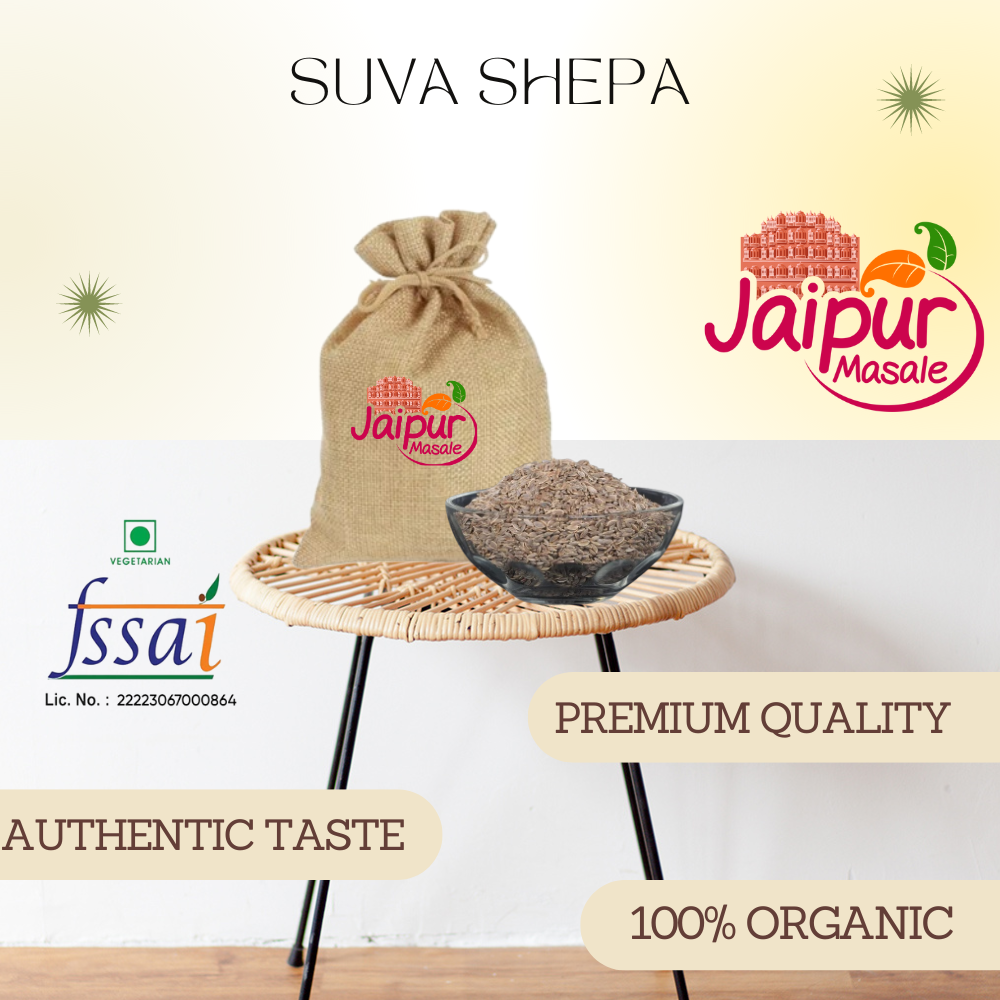 SUVA SHEPA
Jaipur
Masale
Jaipur
Masale
VEGETARIAN
fssai
Lic. No. : 22223067000864
PREMIUM QUALITY
AUTHENTIC TASTE
100% ORGANIC